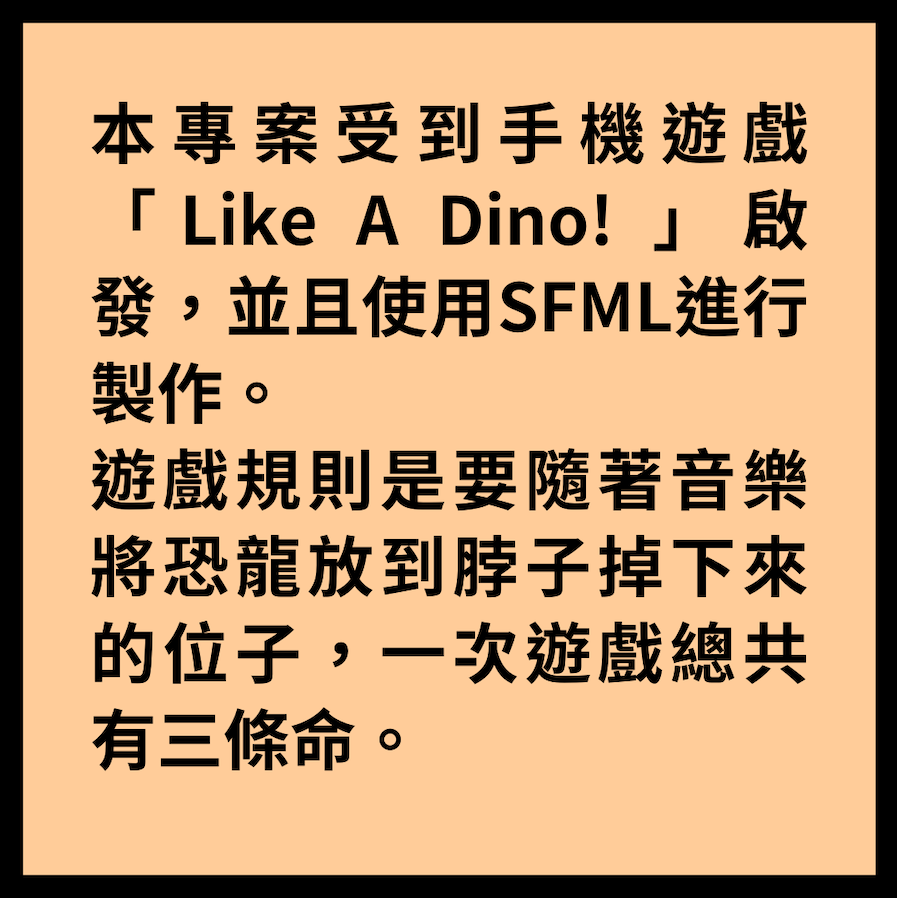 本專案受到手機遊戲
「Like A Dino!」啟
發，並且使用SFML進行
製作。
遊戲規則是要隨著音樂
將恐龍放到脖子掉下來
的位子，一次遊戲總共
有三條命。